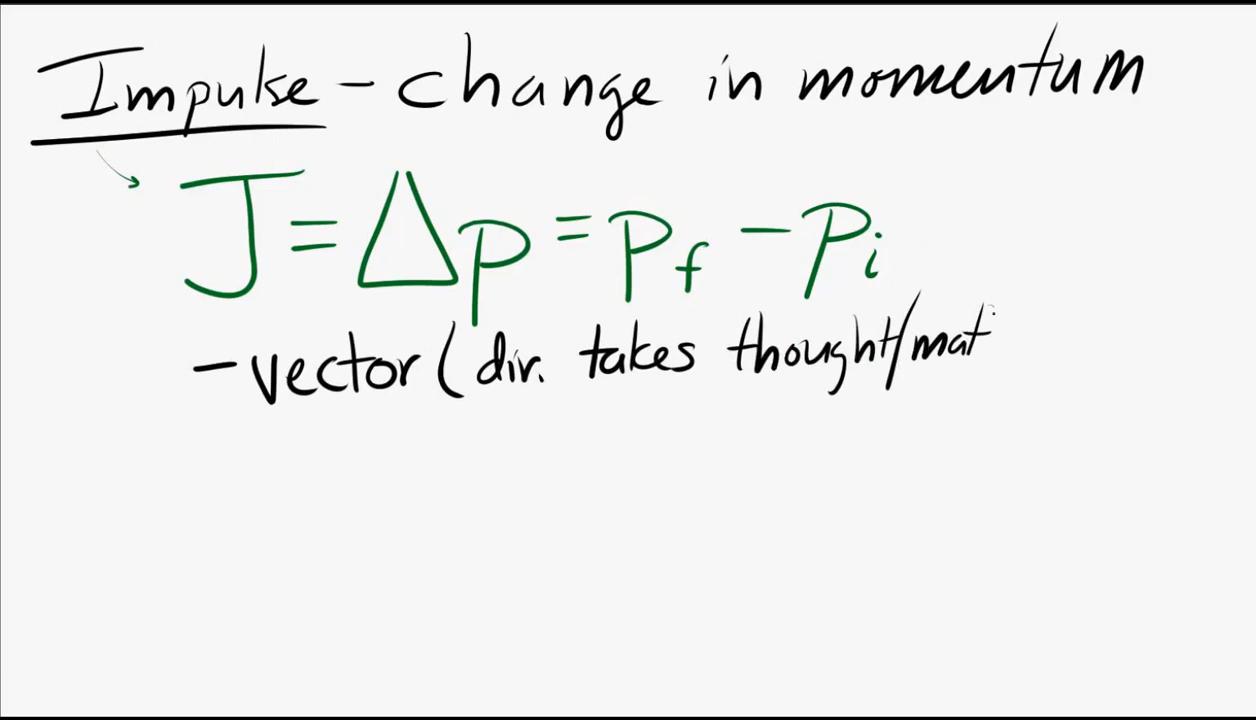 Impulse - change in momentum
J = Δp = pf - pi
- vector (dir. takes thought/mat